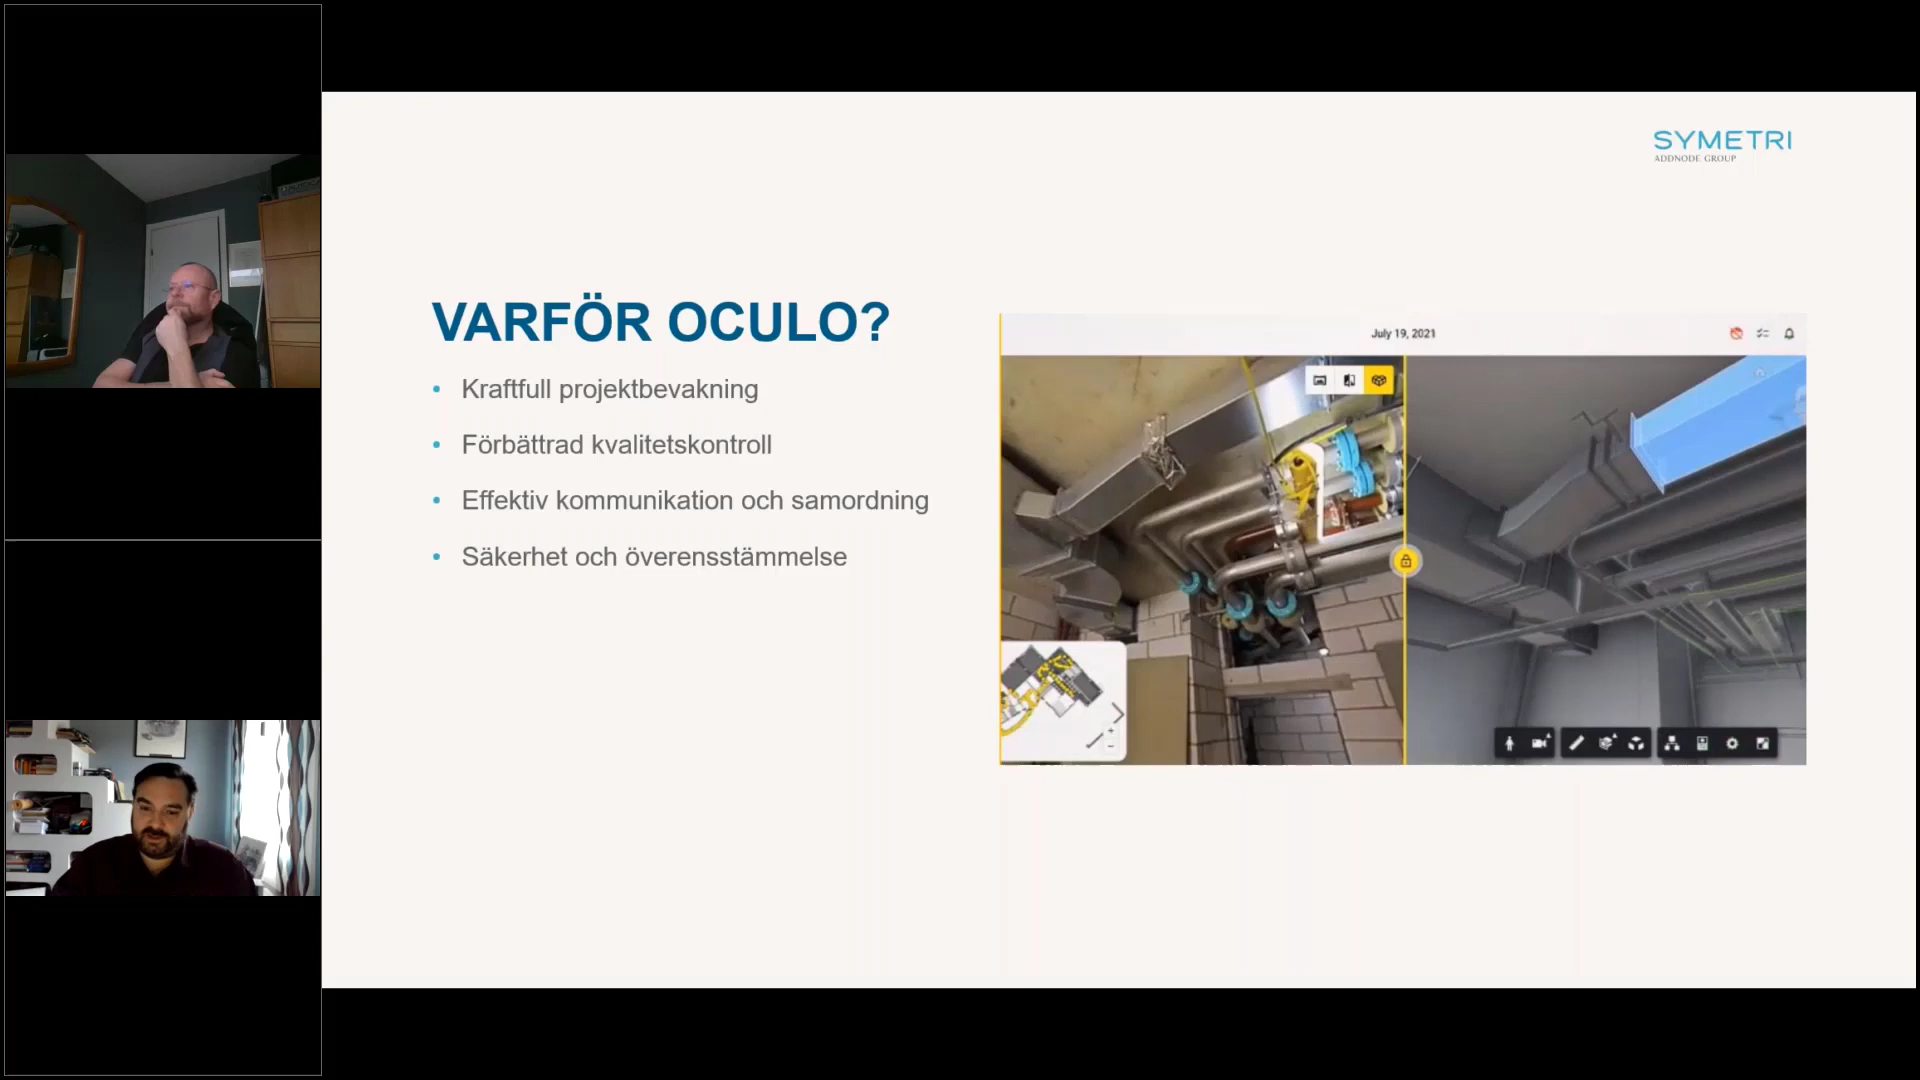 SYMETRI
ADDNODE GROUP
VARFÖR OCULO?
• Kraftfull projektbevakning
• Förbättrad kvalitetskontroll
• Effektiv kommunikation och samordning
• Säkerhet och överensstämmelse
July 19, 2021